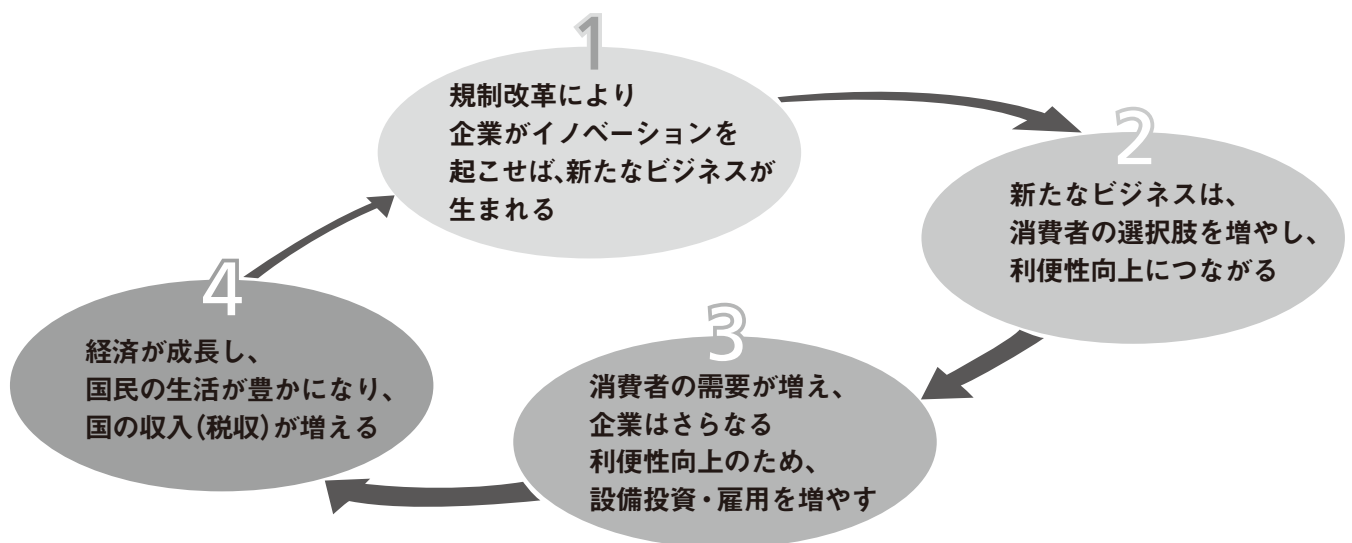 1
規制改革により
企業がイノベーションを
起こせば、新たなビジネスが
生まれる
2
新たなビジネスは、
消費者の選択肢を増やし、
利便性向上につながる
3
消費者の需要が増え、
企業はさらなる
利便性向上のため、
設備投資・雇用を増やす
4
経済が成長し、
国民の生活が豊かになり、
国の収入(税収)が増える